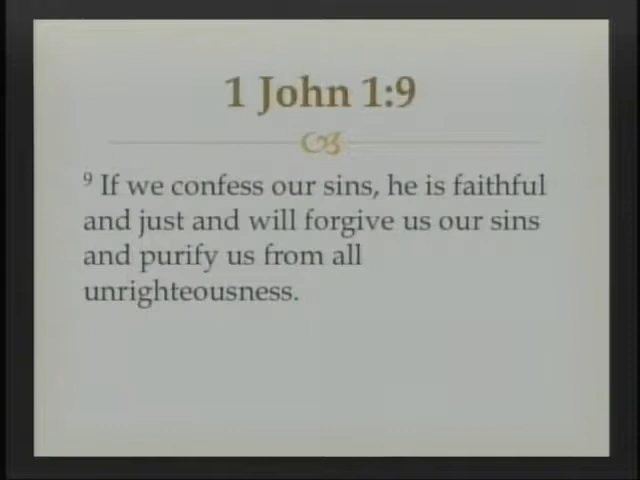 1 John 1:9
⁹ If we confess our sins, he is faithful
and just and will forgive us our sins
and purify us from all
unrighteousness.